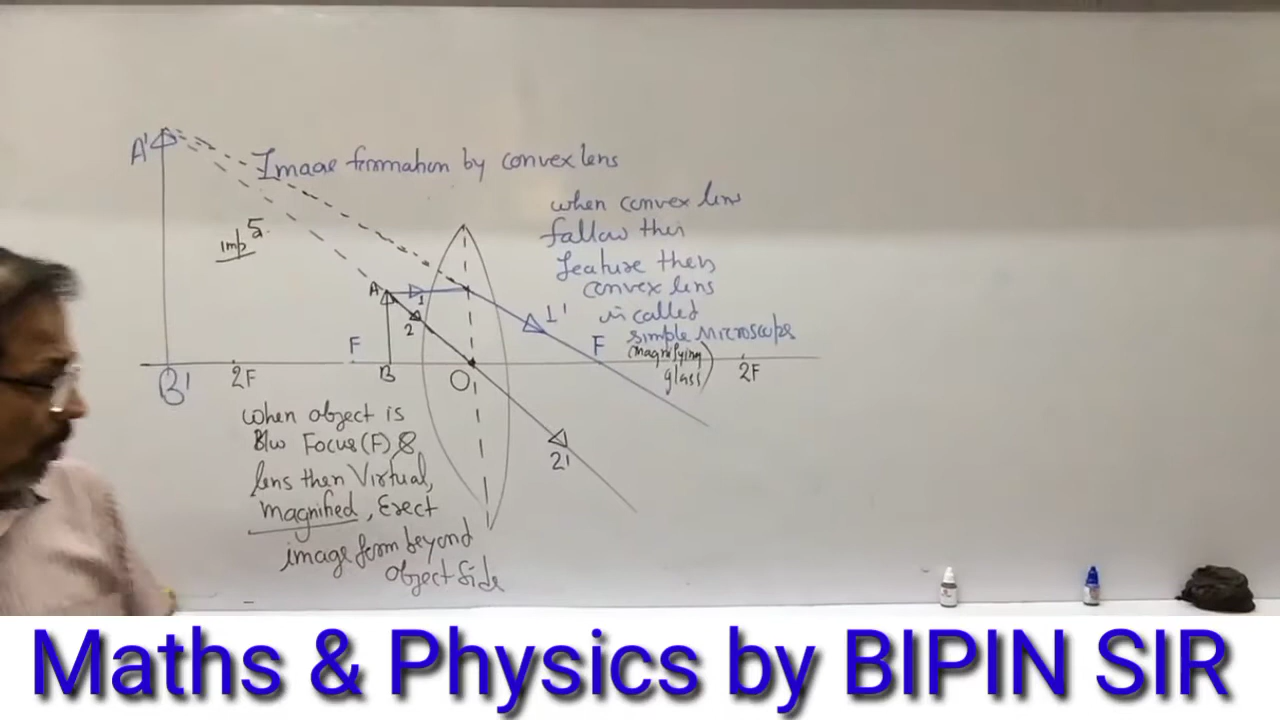 Image formation by convex lens
A'
when convex lens
fallow this
feature then
convex lens
is called
simple Microscope
(magnifying
glass)
imp 5.
A
1
2
1'
F
F
B'
2F
B
O
2F
2'
when object is
B/w Focus (F) &
lens then Virtual,
magnified, Erect
image form beyond
object side
Maths & Physics by BIPIN SIR